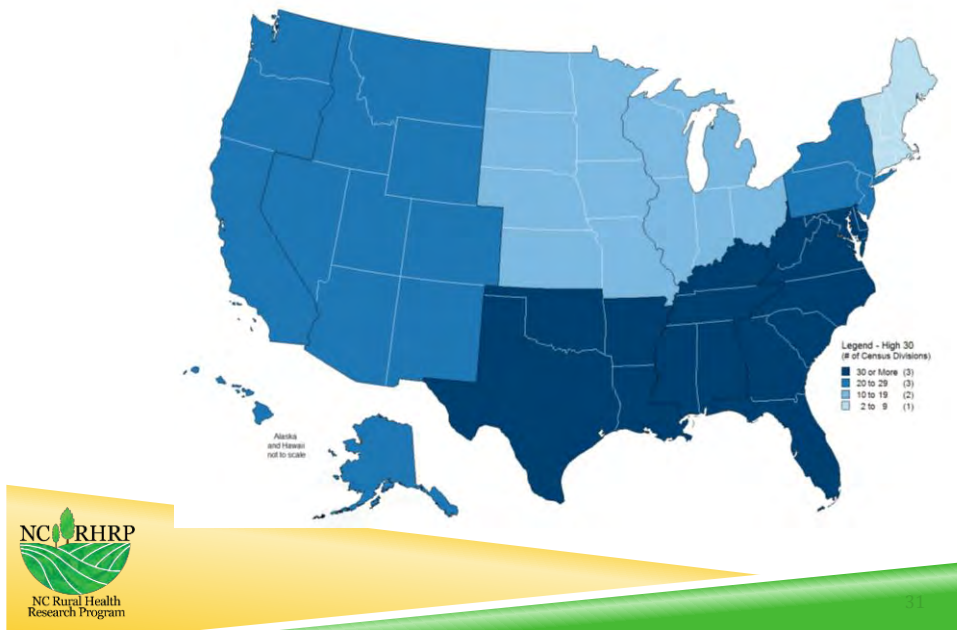 Legend - High 30
(# of Census Divisions)
30 or More (3)
20 to 29 (3)
10 to 19 (2)
2 to 9 (1)
Alaska
and Hawaii
not to scale
NC RHRP
NC Rural Health
Research Program
31